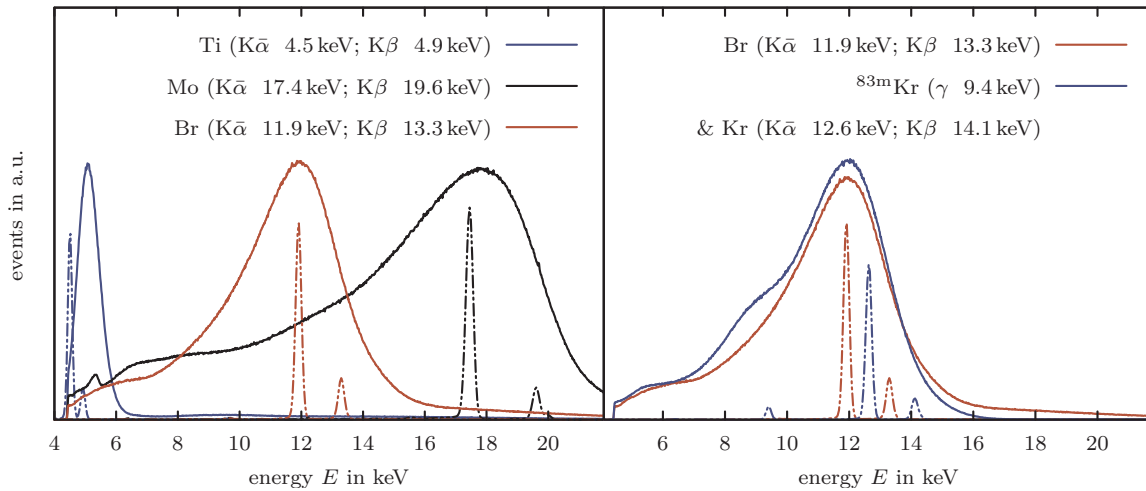 Ti (Kᾱ 4.5 keV; Kβ 4.9 keV)
Mo (Kᾱ 17.4 keV; Kβ 19.6 keV)
Br (Kᾱ 11.9 keV; Kβ 13.3 keV)
Br (Kᾱ 11.9 keV; Kβ 13.3 keV)
⁸³ᵐKr (γ 9.4 keV)
& Kr (Kᾱ 12.6 keV; Kβ 14.1 keV)
events in a.u.
4 6 8 10 12 14 16 18 20
6 8 10 12 14 16 18 20
energy E in keV
energy E in keV